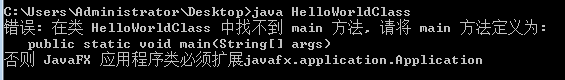 C:\Users\Administrator\Desktop>java HelloWorldClass
错误: 在类 HelloWorldClass 中找不到 main 方法, 请将 main 方法定义为:
   public static void main(String[] args)
否则 JavaFX 应用程序类必须扩展javafx.application.Application